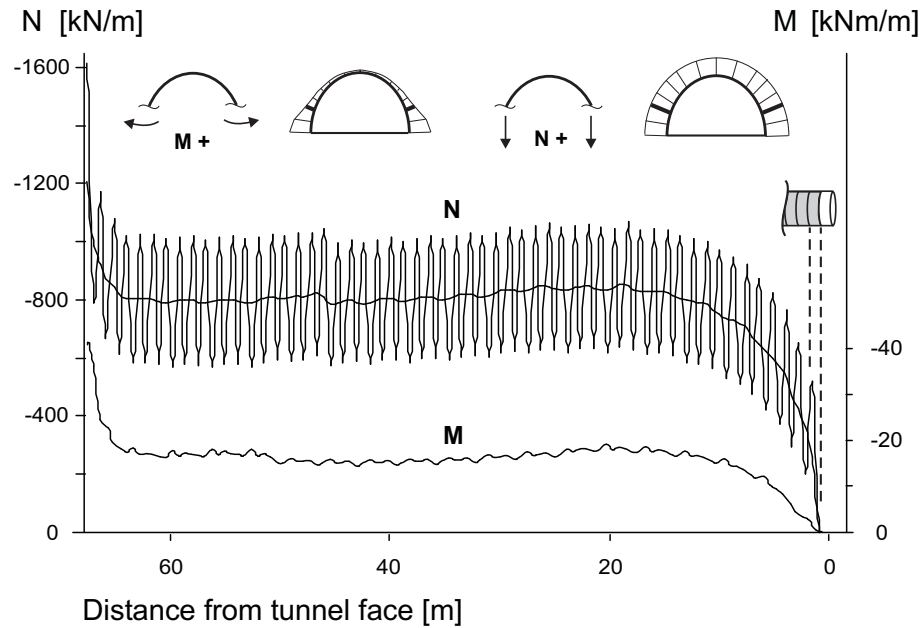 N [kN/m]
M [kNm/m]
-1600
M +
N +
-1200
N
-800
-40
-400
M
-20
0
0
60
40
20
0
Distance from tunnel face [m]